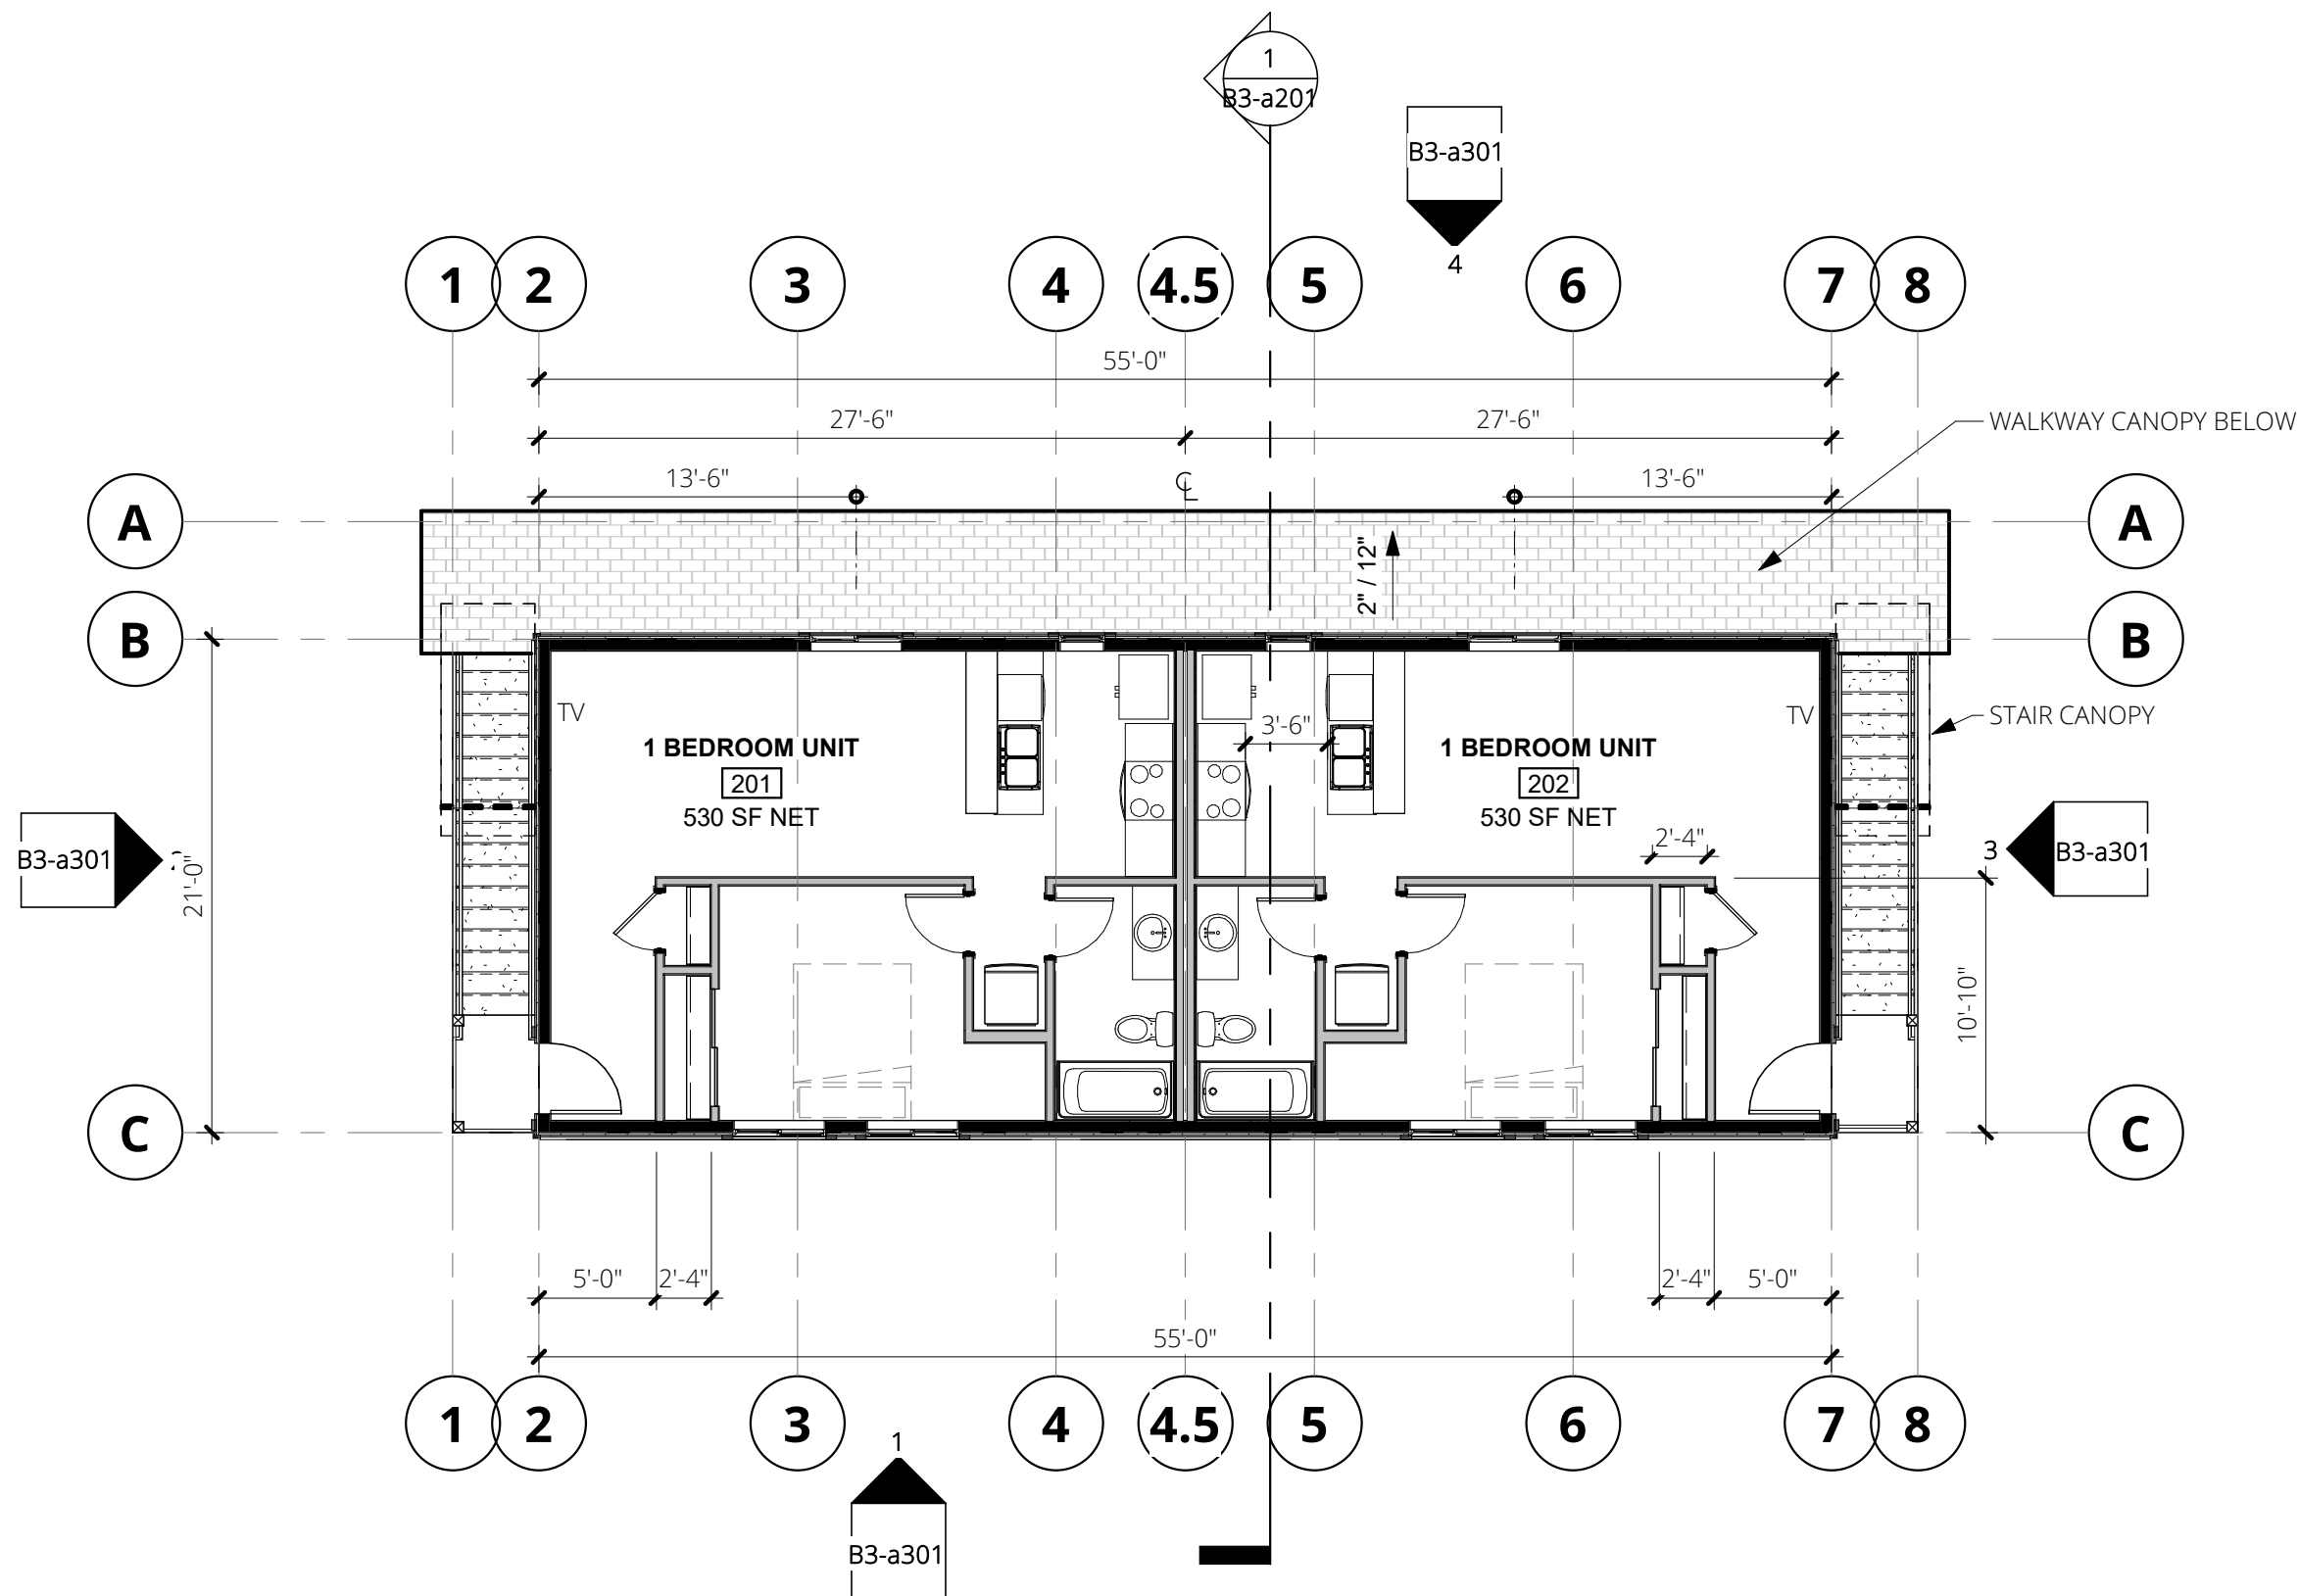 1
B3-a201
B3-a301
4
1 2 3 4 4.5 5 6 7 8
55'-0"
27'-6" 27'-6"
WALKWAY CANOPY BELOW
13'-6" ℄ 13'-6"
A A
2" / 12"
B B
TV TV
STAIR CANOPY
3'-6"
1 BEDROOM UNIT 1 BEDROOM UNIT
201 202
530 SF NET 530 SF NET
2'-4"
B3-a301
21'-0"
3 B3-a301
10'-10"
C C
5'-0" 2'-4" 2'-4" 5'-0"
55'-0"
1 2 3 4 4.5 5 6 7 8
1
B3-a301